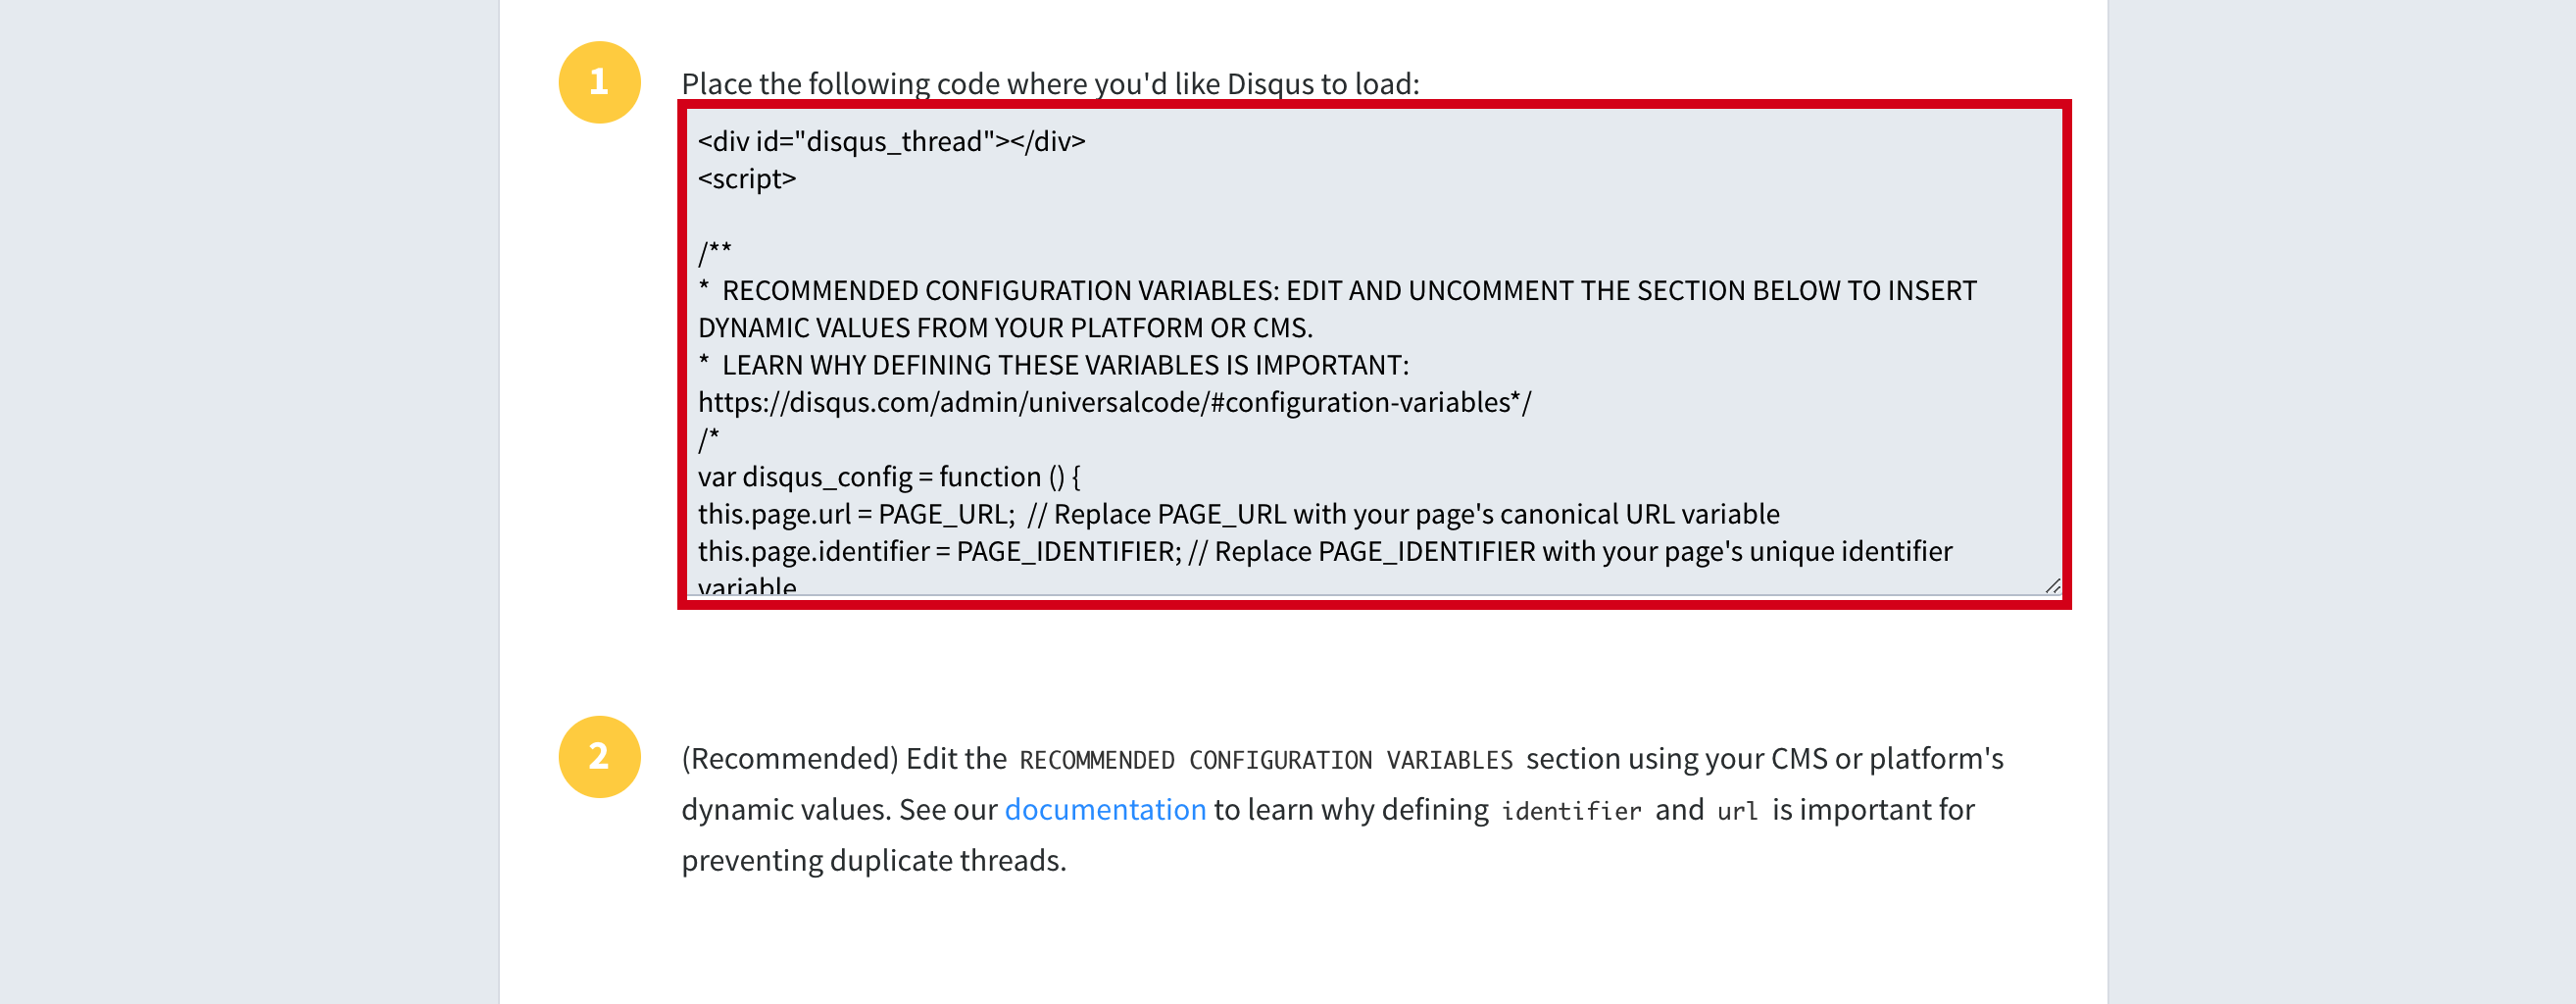 1
Place the following code where you'd like Disqus to load:
<div id="disqus_thread"></div>
<script>
/**
*  RECOMMENDED CONFIGURATION VARIABLES: EDIT AND UNCOMMENT THE SECTION BELOW TO INSERT
DYNAMIC VALUES FROM YOUR PLATFORM OR CMS.
*  LEARN WHY DEFINING THESE VARIABLES IS IMPORTANT:
https://disqus.com/admin/universalcode/#configuration-variables*/
/*
var disqus_config = function () {
this.page.url = PAGE_URL;  // Replace PAGE_URL with your page's canonical URL variable
this.page.identifier = PAGE_IDENTIFIER; // Replace PAGE_IDENTIFIER with your page's unique identifier
variable
2
(Recommended) Edit the RECOMMENDED CONFIGURATION VARIABLES section using your CMS or platform's
dynamic values. See our documentation to learn why defining identifier and url is important for
preventing duplicate threads.